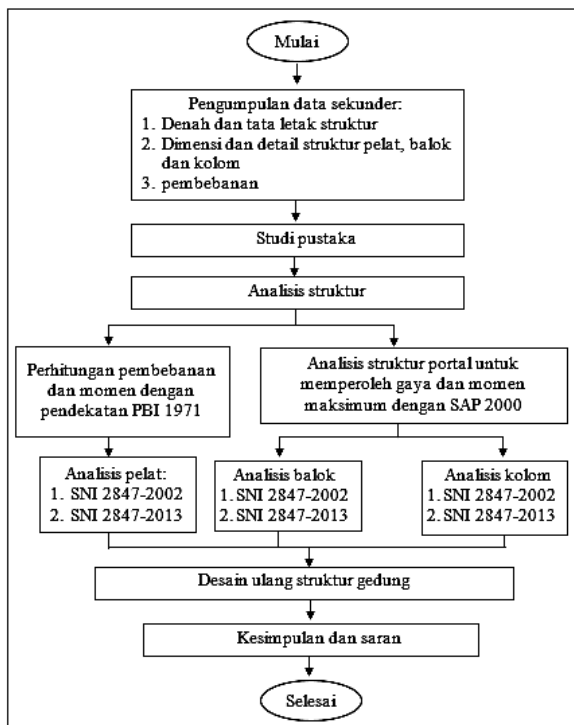 Mulai
Pengumpulan data sekunder:
1. Denah dan tata letak struktur
2. Dimensi dan detail struktur pelat, balok
dan kolom
3. pembebanan
Studi pustaka
Analisis struktur
Perhitungan pembebanan
dan momen dengan
pendekatan PBI 1971
Analisis struktur portal untuk
memperoleh gaya dan momen
maksimum dengan SAP 2000
Analisis pelat:
1. SNI 2847-2002
2. SNI 2847-2013
Analisis balok
1. SNI 2847-2002
2. SNI 2847-2013
Analisis kolom
1. SNI 2847-2002
2. SNI 2847-2013
Desain ulang struktur gedung
Kesimpulan dan saran
Selesai